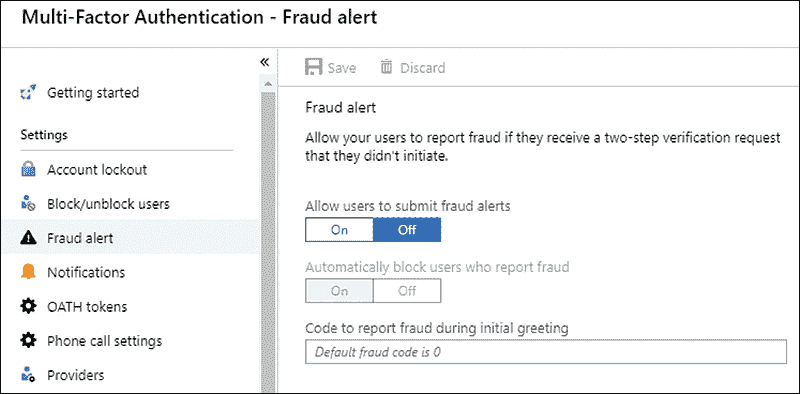 Multi-Factor Authentication - Fraud alert
«
Getting started
Settings
Account lockout
Block/unblock users
Fraud alert
Notifications
OATH tokens
Phone call settings
Providers
Save Discard
Fraud alert
Allow your users to report fraud if they receive a two-step verification request
that they didn't initiate.
Allow users to submit fraud alerts
On Off
Automatically block users who report fraud
On Off
Code to report fraud during initial greeting
Default fraud code is 0